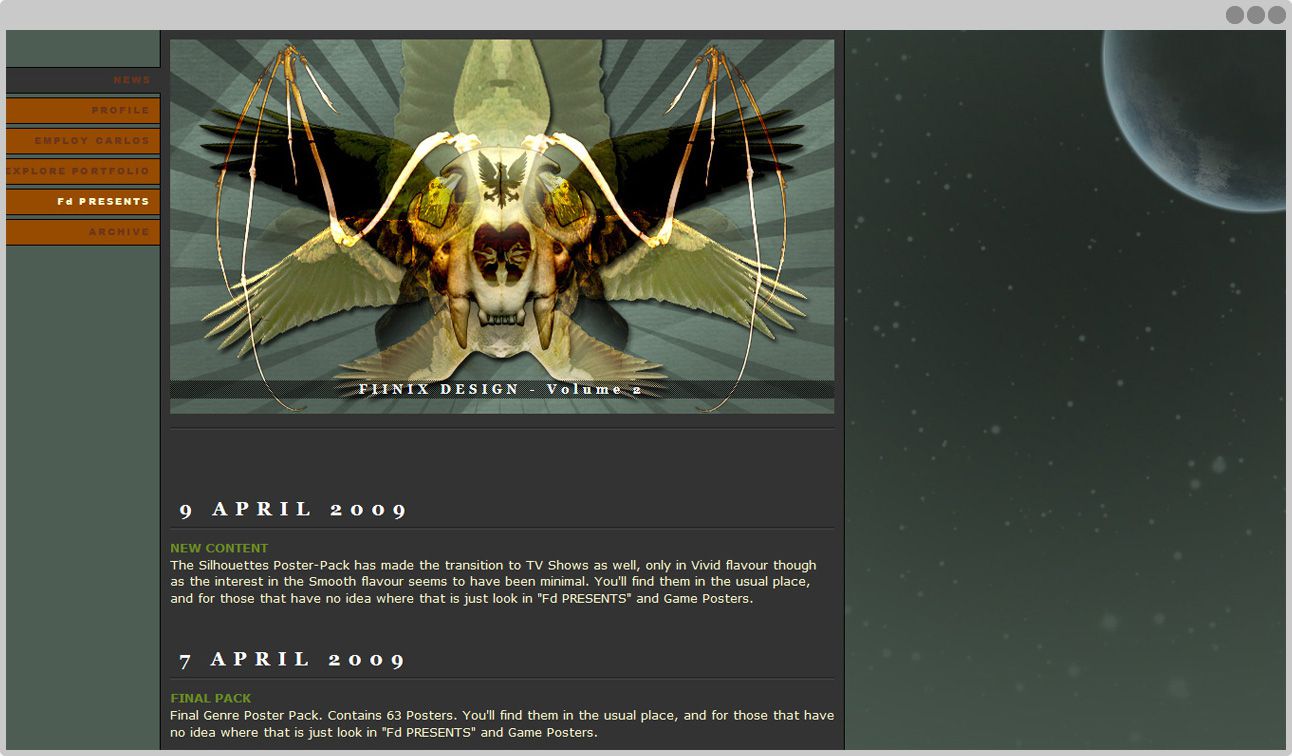 NEWS
PROFILE
EMPLOY CARLOS
EXPLORE PORTFOLIO
Fd PRESENTS
ARCHIVE
FIINIX DESIGN - Volume 2
9 APRIL 2009
NEW CONTENT
The Silhouettes Poster-Pack has made the transition to TV Shows as well, only in Vivid flavour though
as the interest in the Smooth flavour seems to have been minimal. You'll find them in the usual place,
and for those that have no idea where that is just look in "Fd PRESENTS" and Game Posters.
7 APRIL 2009
FINAL PACK
Final Genre Poster Pack. Contains 63 Posters. You'll find them in the usual place, and for those that have
no idea where that is just look in "Fd PRESENTS" and Game Posters.